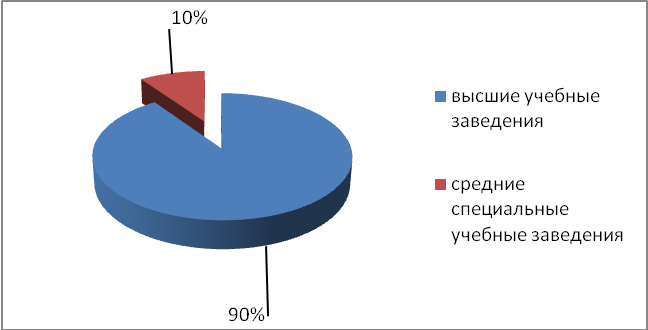 10%
высшие учебные
заведения
средние
специальные
учебные заведения
90%